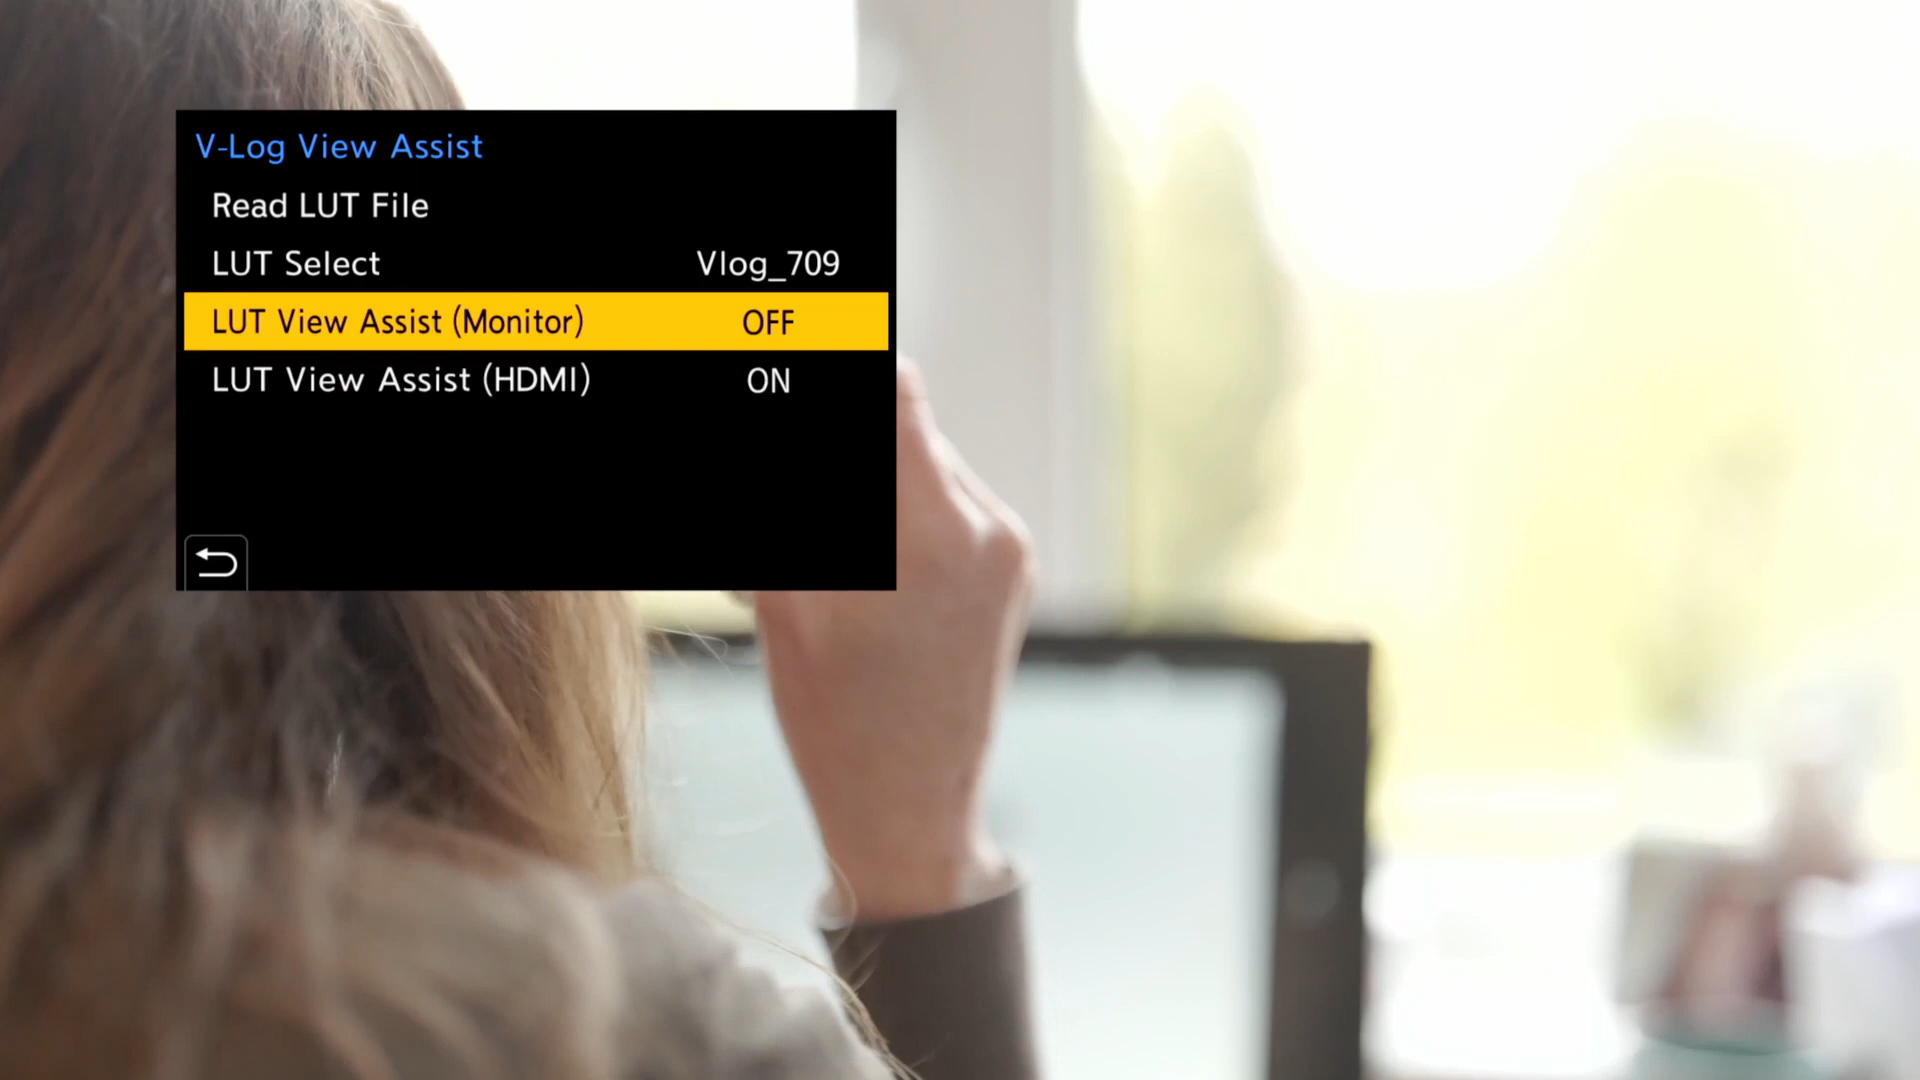 V-Log View Assist
Read LUT File
LUT Select Vlog_709
LUT View Assist (Monitor) OFF
LUT View Assist (HDMI) ON